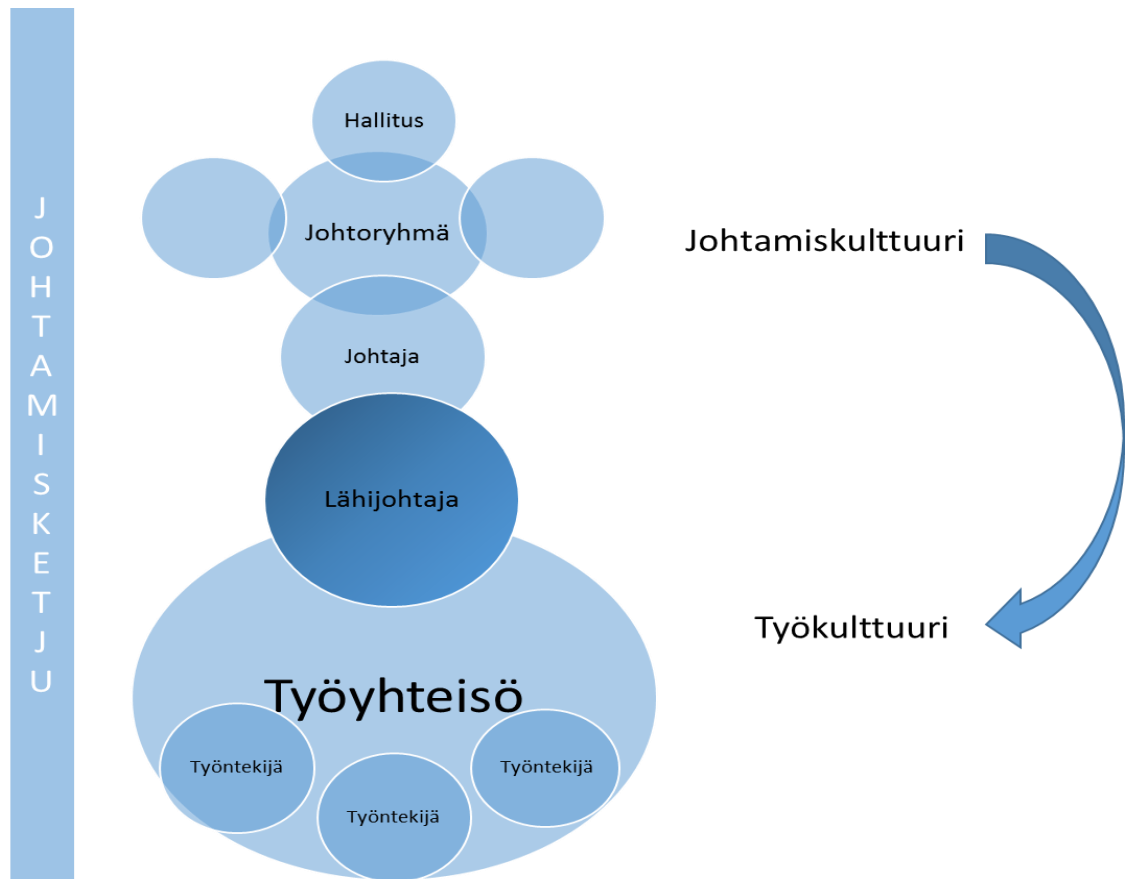 JOHTAMISKETJU
Hallitus
Johtoryhmä
Johtaja
Lähijohtaja
Työyhteisö
Työntekijä
Työntekijä
Työntekijä
Johtamiskulttuuri
Työkulttuuri